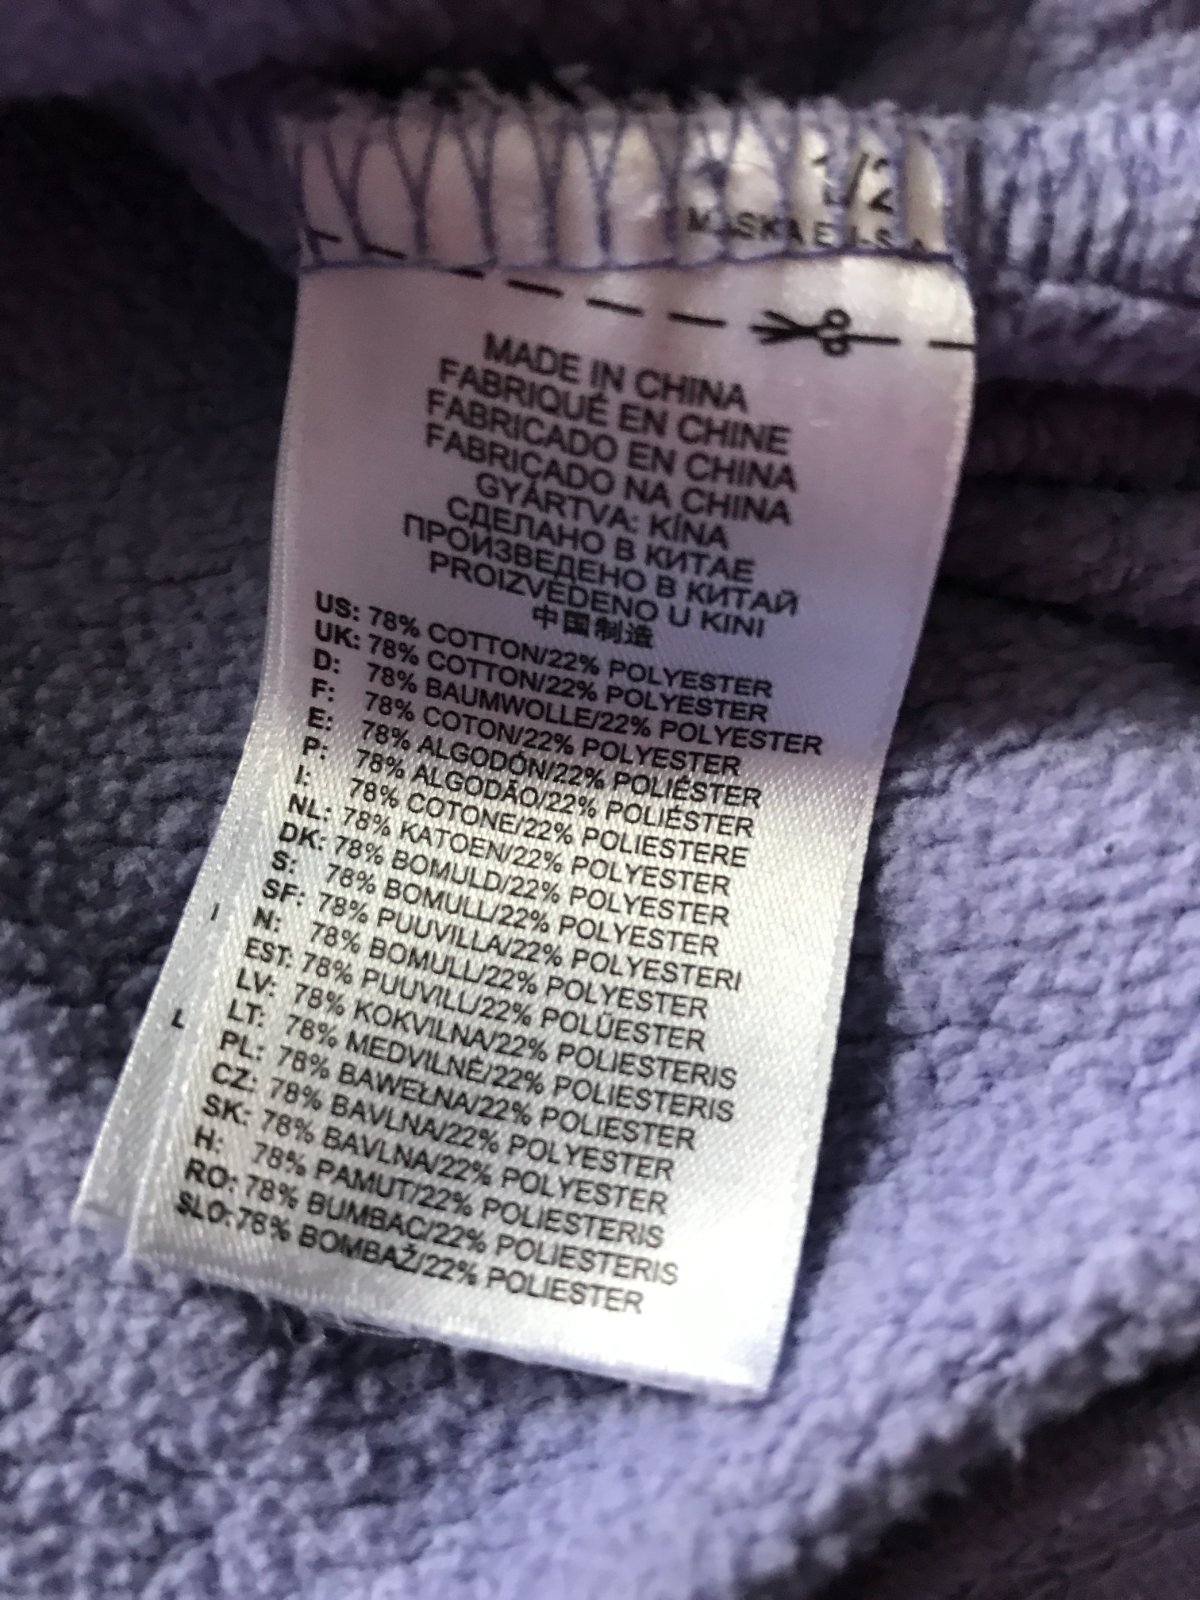 1/2
MADE IN CHINA
FABRIQUÉ EN CHINE
FABRICADO EN CHINA
FABRICADO NA CHINA
GYÁRTVA: KÍNA
СДЕЛАНО В КИТАЕ
ПРОИЗВЕДЕНО В КИТАЙ
PROIZVEDENO U KINI
中国制造
US: 78% COTTON/22% POLYESTER
UK: 78% COTTON/22% POLYESTER
D: 78% BAUMWOLLE/22% POLYESTER
F: 78% COTON/22% POLYESTER
E: 78% ALGODÓN/22% POLIÉSTER
P: 78% ALGODÃO/22% POLIÉSTER
I: 78% COTONE/22% POLIESTERE
NL: 78% KATOEN/22% POLYESTER
DK: 78% BOMULD/22% POLYESTER
S: 78% BOMULL/22% POLYESTER
SF: 78% PUUVILLA/22% POLYESTERI
N: 78% BOMULL/22% POLYESTER
EST: 78% PUUVILL/22% POLÜESTER
LV: 78% KOKVILNA/22% POLIESTERIS
LT: 78% MEDVILNĖ/22% POLIESTERIS
PL: 78% BAWEŁNA/22% POLIESTER
CZ: 78% BAVLNA/22% POLYESTER
SK: 78% BAVLNA/22% POLYESTER
H: 78% PAMUT/22% POLIESTERIS
RO: 78% BUMBAC/22% POLIESTERIS
SLO: 78% BOMBAŽ/22% POLIESTER